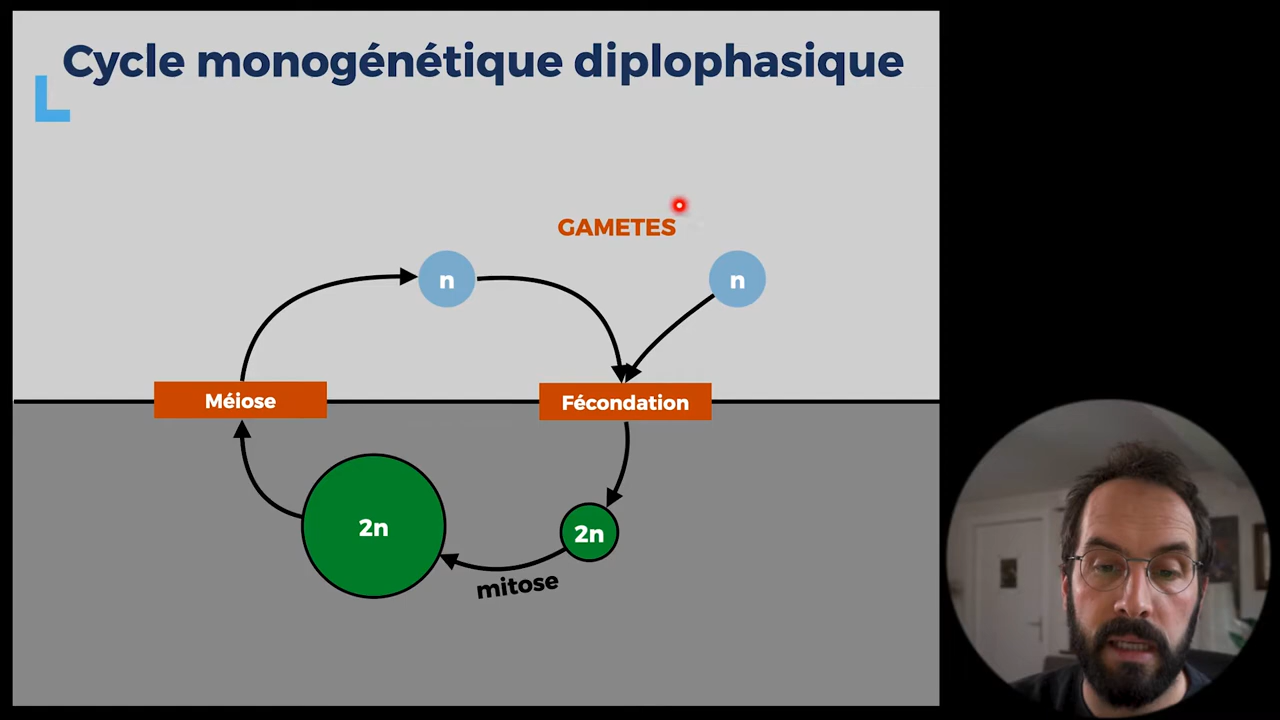 Cycle monogénétique diplophasique
GAMETES
n
n
Méiose
Fécondation
2n
2n
mitose